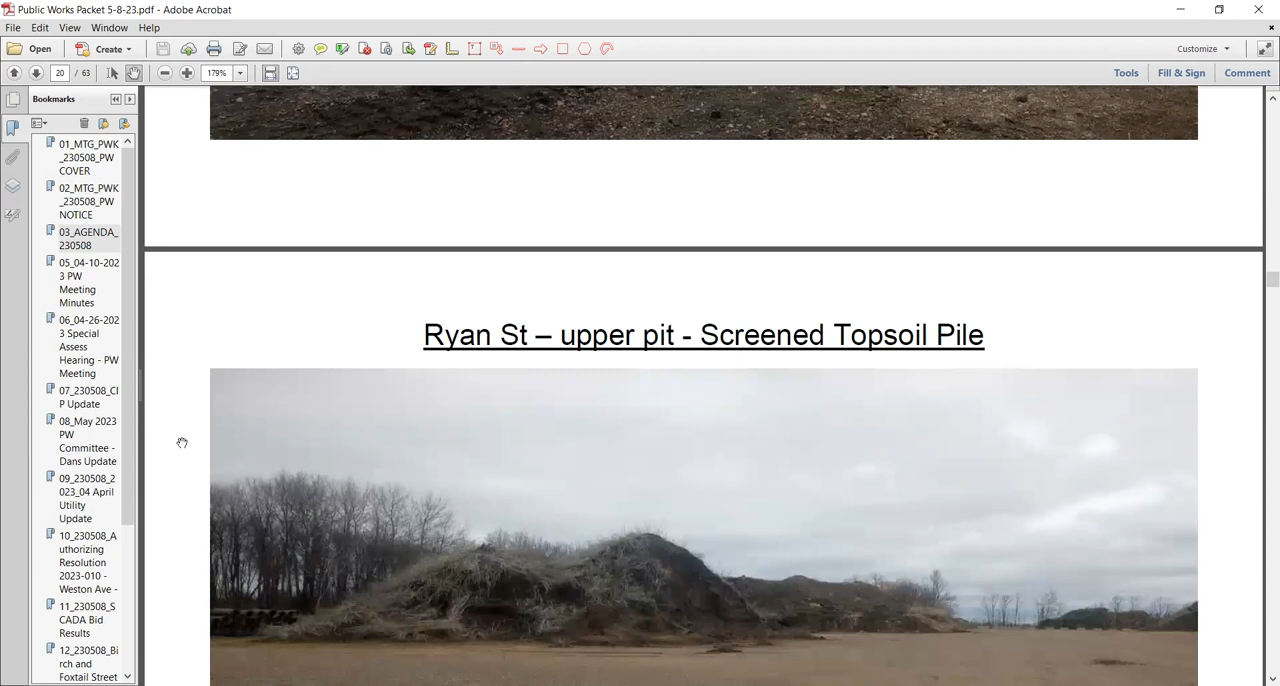 Public Works Packet 5-8-23.pdf - Adobe Acrobat
File Edit View Window Help
Open Create Customize
20 / 63 179% Tools Fill & Sign Comment
Bookmarks
01_MTG_PWK
_230508_PW
COVER
02_MTG_PWK
_230508_PW
NOTICE
03_AGENDA_
230508
05_04-10-202
3 PW
Meeting
Minutes
06_04-26-202
3 Special
Assess
Hearing - PW
Meeting
07_230508_CI
P Update
08_May 2023
PW
Committee -
Dans Update
09_230508_2
023_04 April
Utility
Update
10_230508_A
uthorizing
Resolution
2023-010 -
Weston Ave -
11_230508_S
CADA Bid
Results
12_230508_Bi
rch and
Foxtail Street
Ryan St – upper pit - Screened Topsoil Pile